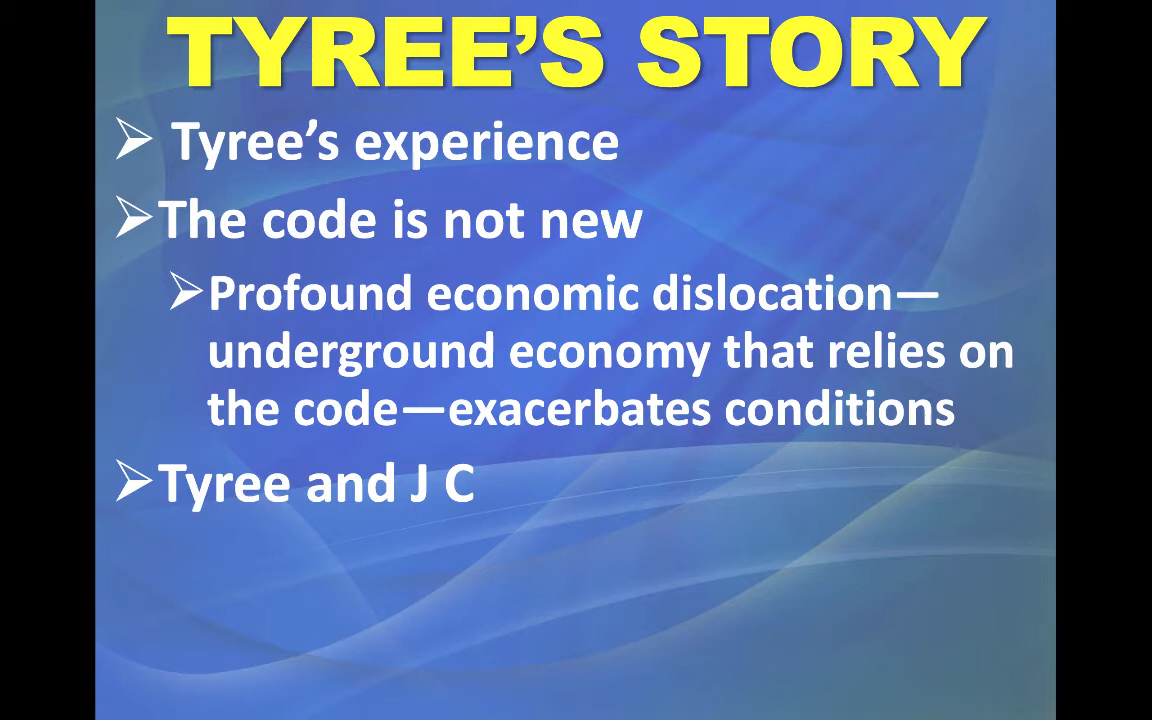 TYREE’S STORY
➢ Tyree’s experience
➢The code is not new
➢Profound economic dislocation—
underground economy that relies on
the code—exacerbates conditions
➢Tyree and J C